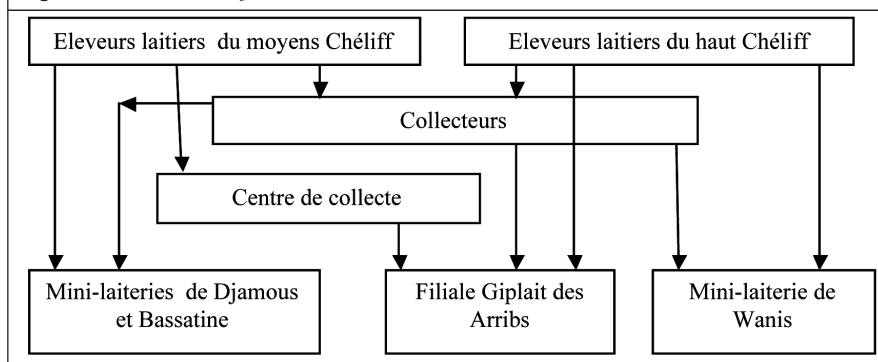 Eleveurs laitiers du moyens Chéliff
Eleveurs laitiers du haut Chéliff
Collecteurs
Centre de collecte
Mini-laiteries de Djamous
et Bassatine
Filiale Giplait des
Arribs
Mini-laiterie de
Wanis